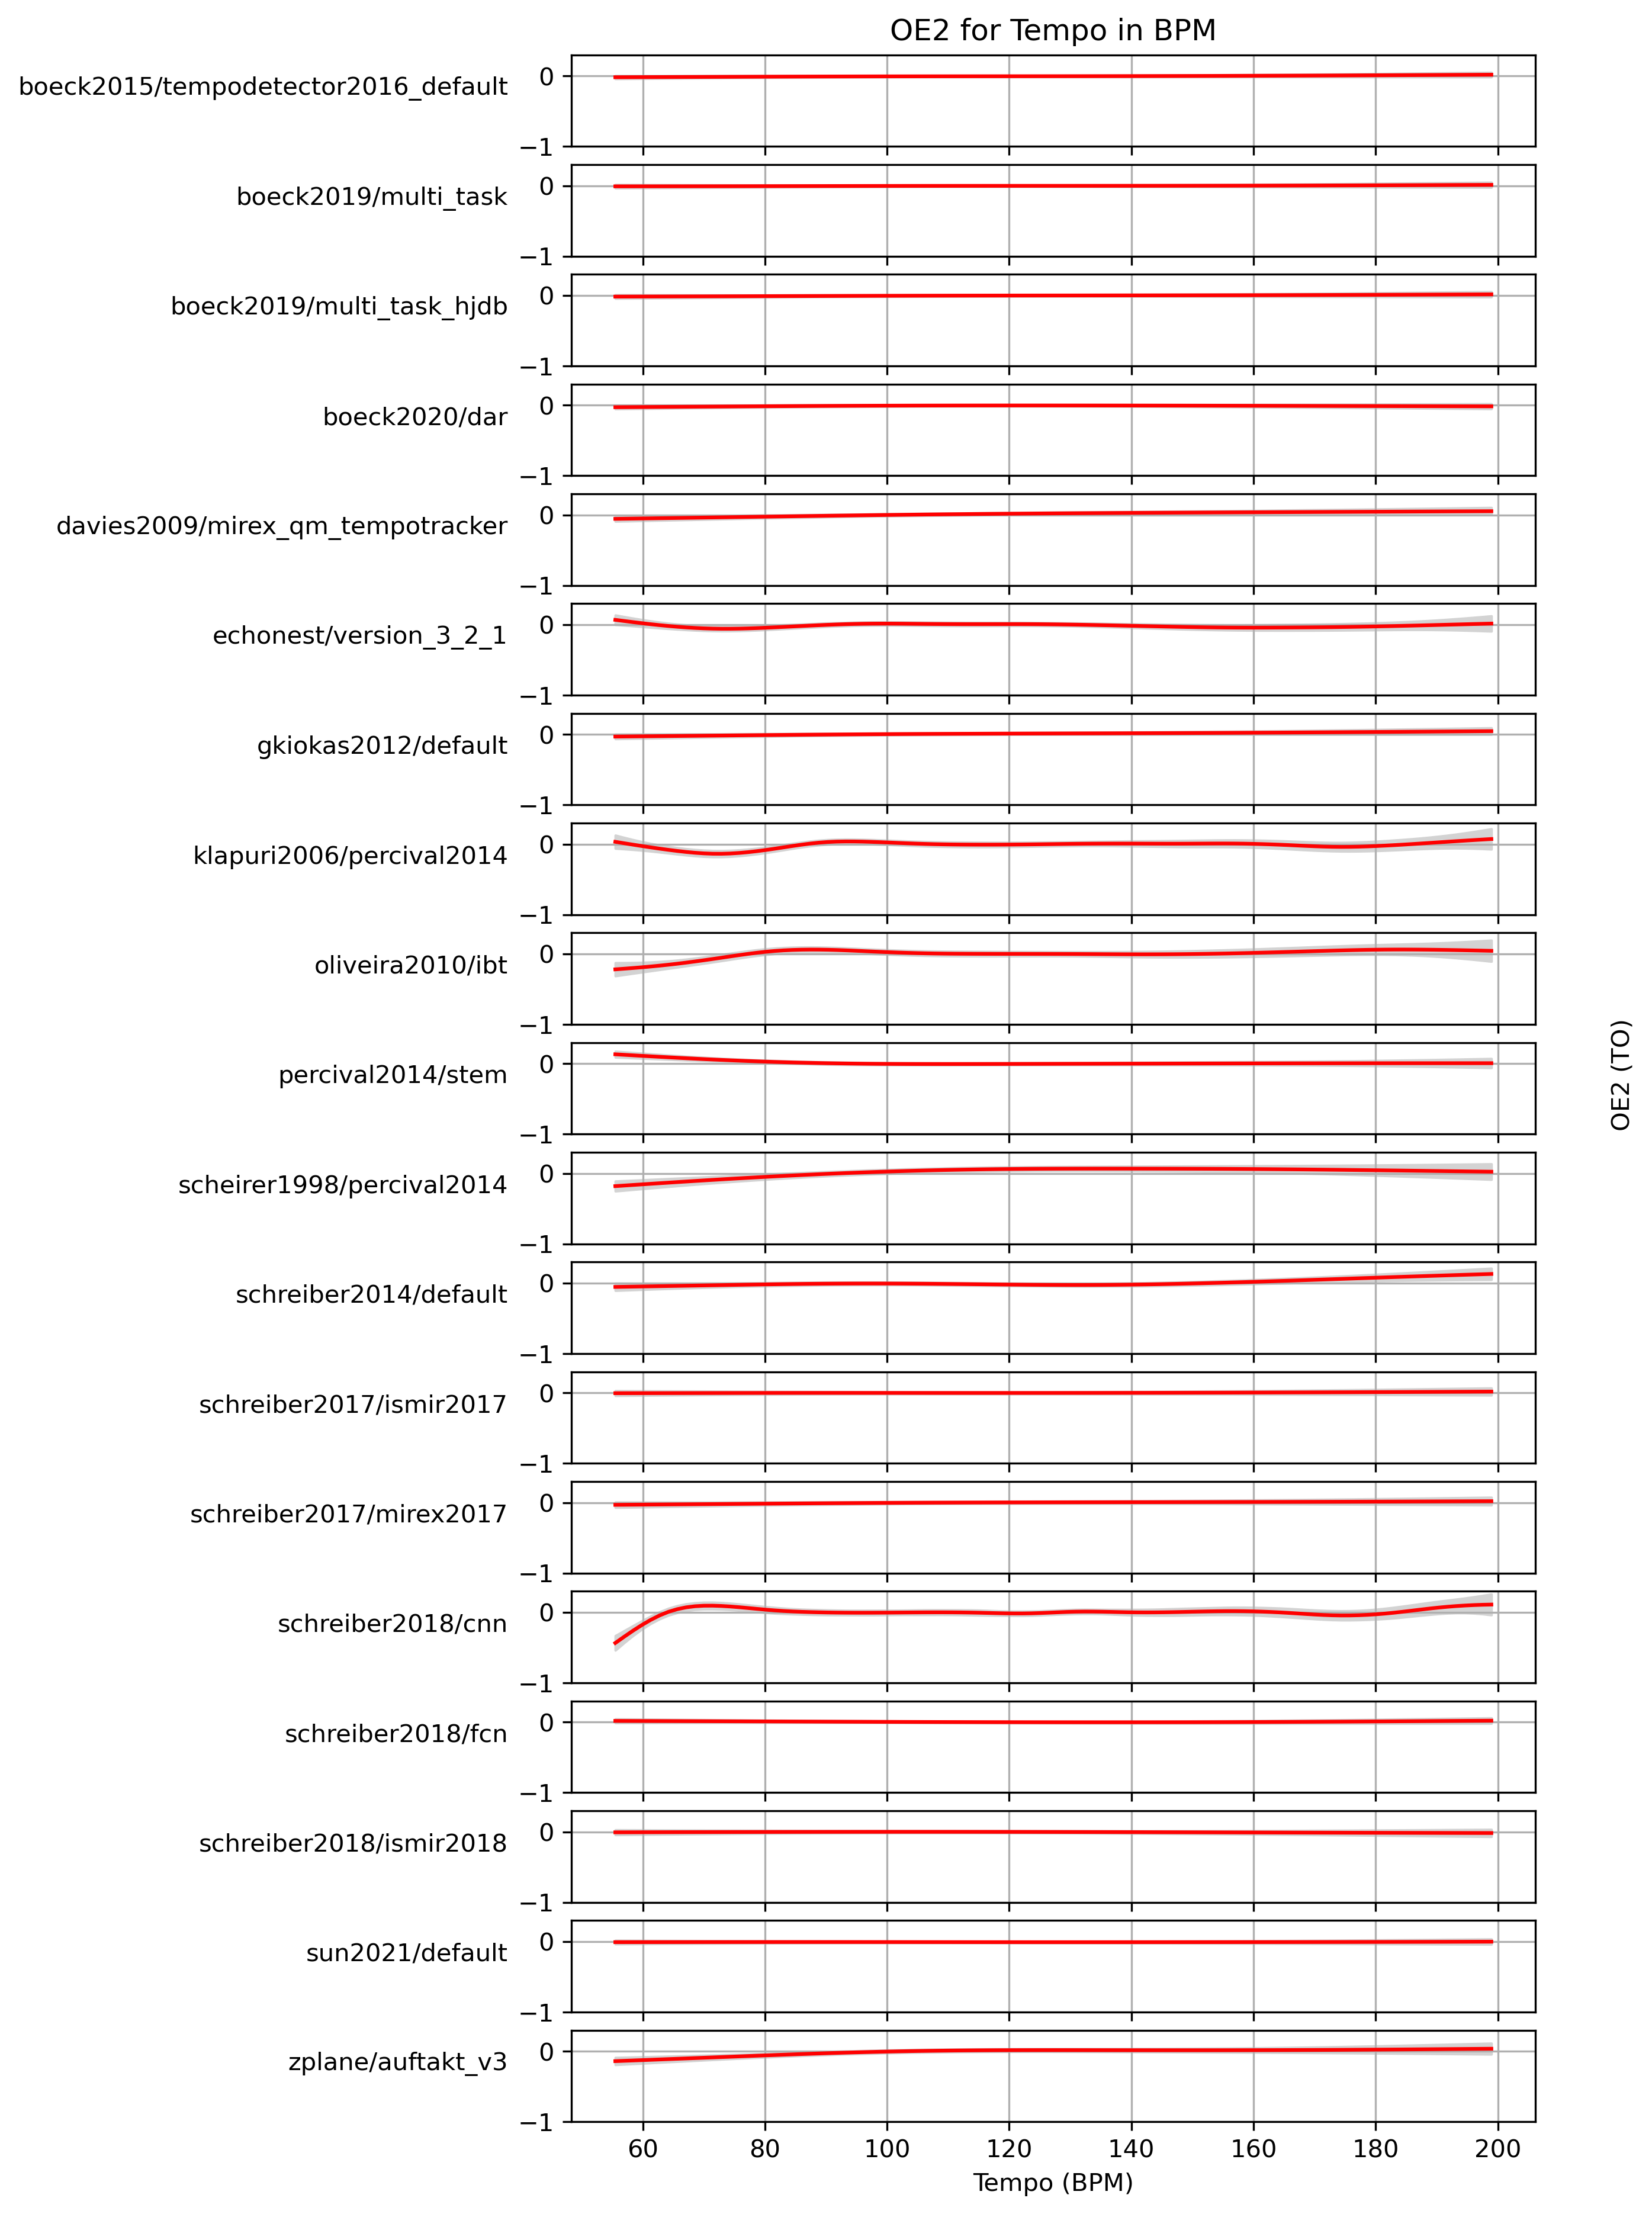 OE2 for Tempo in BPM
boeck2015/tempodetector2016_default
0
−1
boeck2019/multi_task
0
−1
boeck2019/multi_task_hjdb
0
−1
boeck2020/dar
0
−1
davies2009/mirex_qm_tempotracker
0
−1
echonest/version_3_2_1
0
−1
gkiokas2012/default
0
−1
klapuri2006/percival2014
0
−1
oliveira2010/ibt
0
−1
percival2014/stem
0
−1
scheirer1998/percival2014
0
−1
schreiber2014/default
0
−1
schreiber2017/ismir2017
0
−1
schreiber2017/mirex2017
0
−1
schreiber2018/cnn
0
−1
schreiber2018/fcn
0
−1
schreiber2018/ismir2018
0
−1
sun2021/default
0
−1
zplane/auftakt_v3
0
−1
60 80 100 120 140 160 180 200
Tempo (BPM)
OE2 (TO)